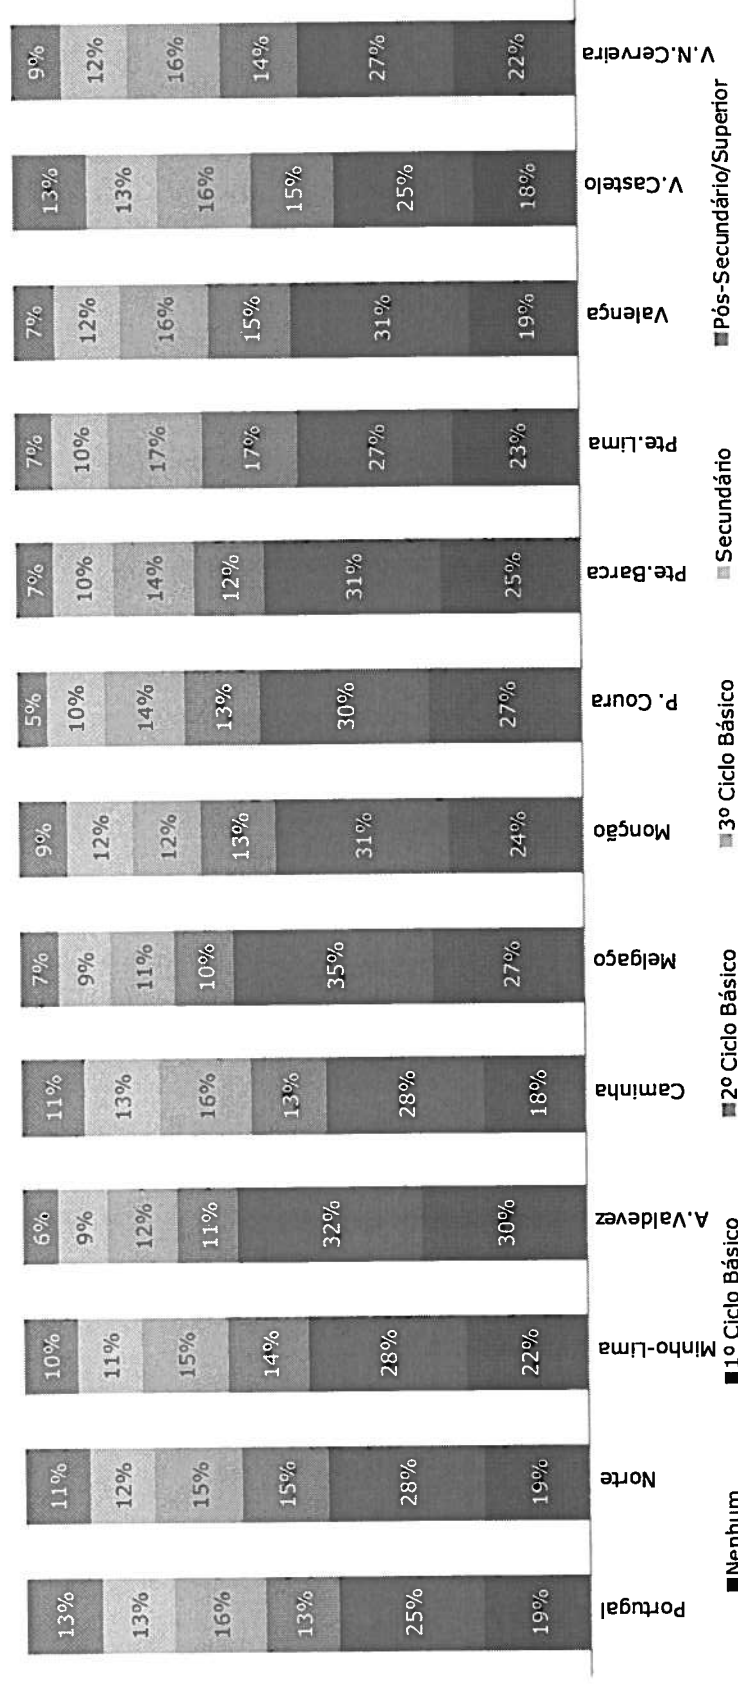 13% 11% 10% 6% 11% 7% 9% 5% 7% 7% 7% 13% 9%
13% 12% 11% 9% 13% 9% 12% 10% 10% 10% 12% 13% 12%
16% 15% 15% 12% 16% 11% 12% 14% 14% 17% 16% 16% 16%
13% 15% 14% 11% 13% 10% 13% 13% 12% 17% 15% 15% 14%
25% 28% 28% 32% 28% 35% 31% 30% 31% 27% 31% 25% 27%
19% 19% 22% 30% 18% 27% 24% 27% 25% 23% 19% 18% 22%
Portugal Norte Minho-Lima A.Valdevez Caminha Melgaço Monção P. Coura Pte.Barca Pte.Lima Valença V.Castelo V.N.Cerveira
Nenhum 1º Ciclo Básico 2º Ciclo Básico 3º Ciclo Básico Secundário Pós-Secundário/Superior